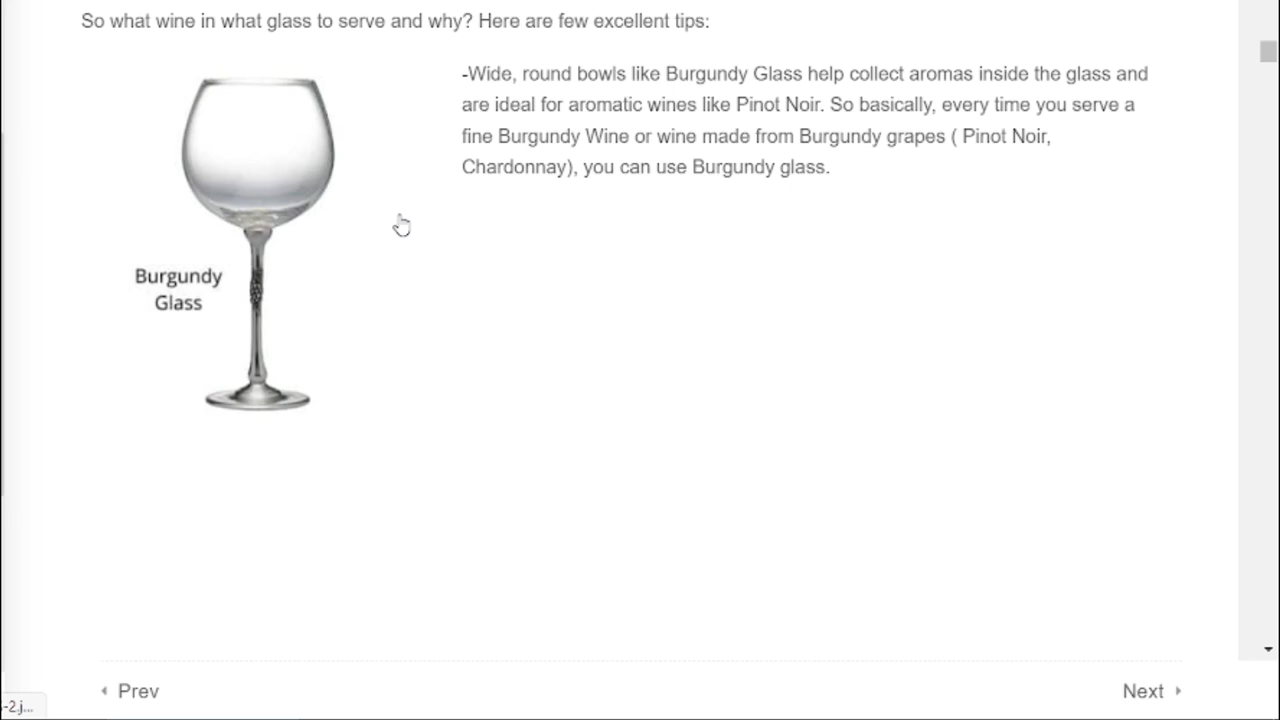 So what wine in what glass to serve and why? Here are few excellent tips:
-Wide, round bowls like Burgundy Glass help collect aromas inside the glass and
are ideal for aromatic wines like Pinot Noir. So basically, every time you serve a
fine Burgundy Wine or wine made from Burgundy grapes ( Pinot Noir,
Chardonnay), you can use Burgundy glass.
Burgundy
Glass
Prev
Next
-2.j...